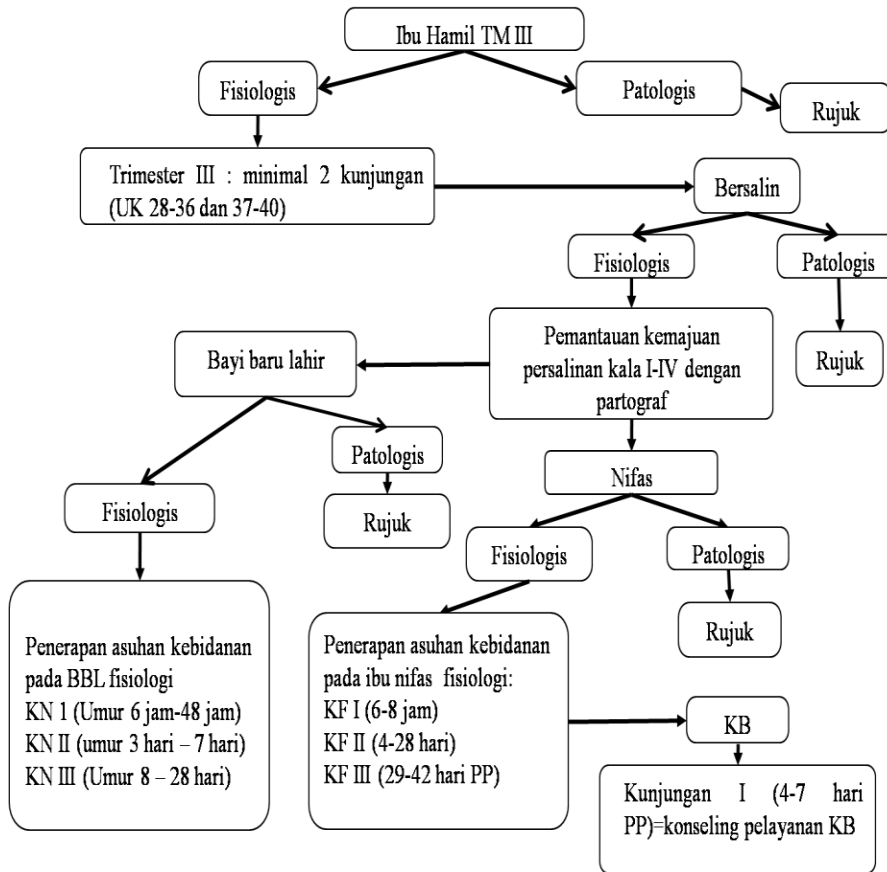 Ibu Hamil TM III
Fisiologis
Patologis
Rujuk
Trimester III : minimal 2 kunjungan
(UK 28-36 dan 37-40)
Bersalin
Fisiologis
Patologis
Rujuk
Pemantauan kemajuan
persalinan kala I-IV dengan
partograf
Bayi baru lahir
Patologis
Rujuk
Fisiologis
Nifas
Fisiologis
Patologis
Rujuk
Penerapan asuhan kebidanan
pada BBL fisiologi
KN 1 (Umur 6 jam-48 jam)
KN II (umur 3 hari – 7 hari)
KN III (Umur 8 – 28 hari)
Penerapan asuhan kebidanan
pada ibu nifas fisiologi:
KF I (6-8 jam)
KF II (4-28 hari)
KF III (29-42 hari PP)
KB
Kunjungan I (4-7 hari
PP)=konseling pelayanan KB